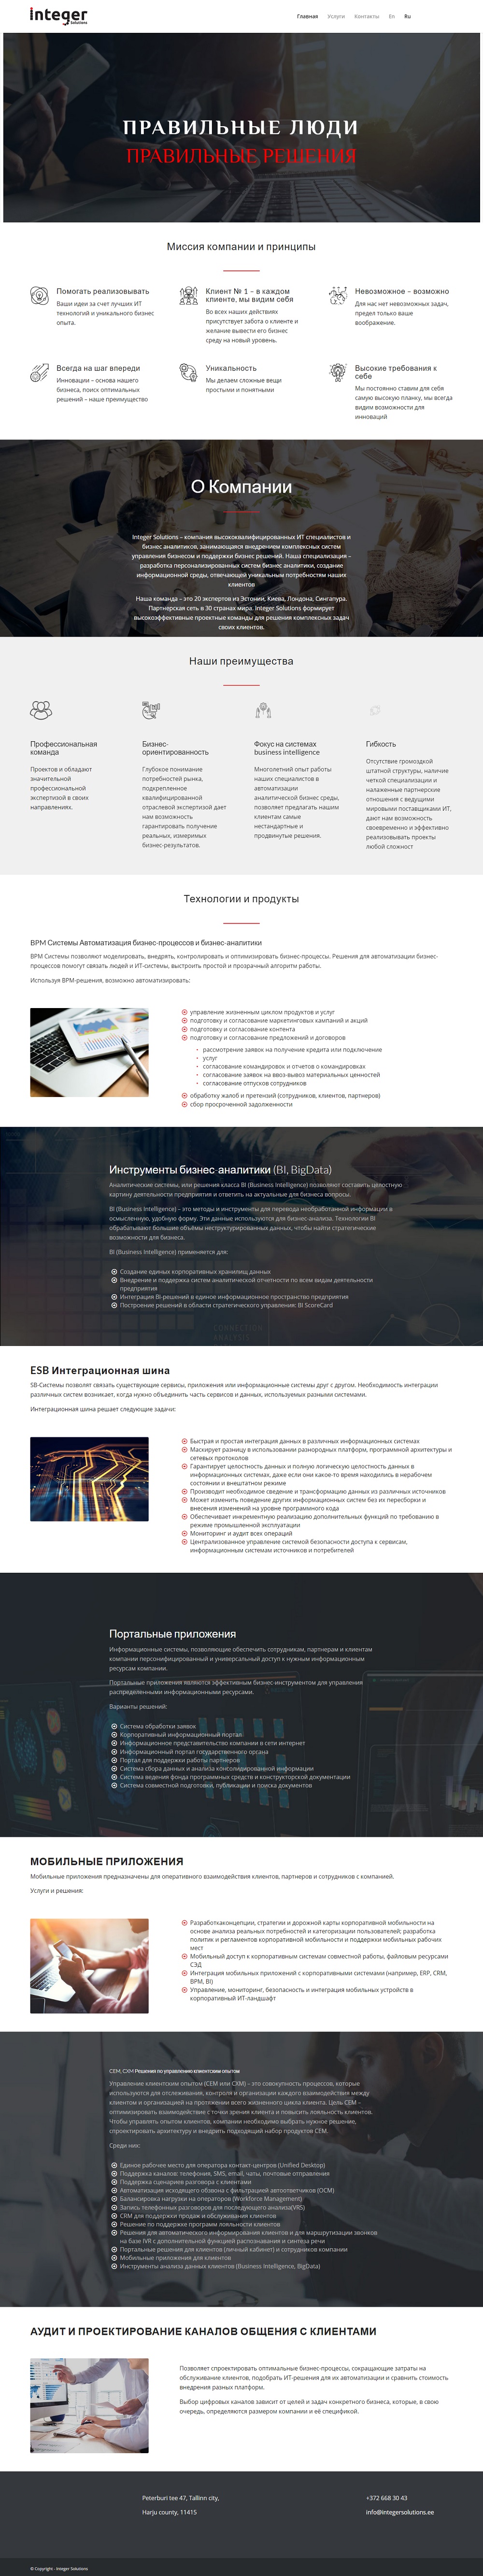 integer
Solutions
Главная Услуги Контакты En Ru
ПРАВИЛЬНЫЕ ЛЮДИ
ПРАВИЛЬНЫЕ РЕШЕНИЯ
Миссия компании и принципы
Помогать реализовывать
Ваши идеи за счет лучших ИТ
технологий и уникального бизнес
опыта.
Клиент № 1 – в каждом
клиенте, мы видим себя
Во всех наших действиях
присутствует забота о клиенте и
желание вывести его бизнес
среду на новый уровень.
Невозможное – возможно
Для нас нет невозможных задач,
предел только ваше
воображение.
Всегда на шаг впереди
Инновации – основа нашего
бизнеса, поиск оптимальных
решений – наше преимущество
Уникальность
Мы делаем сложные вещи
простыми и понятными
Высокие требования к
себе
Мы постоянно ставим для себя
самую высокую планку, мы всегда
видим возможности для
инноваций
О Компании
Integer Solutions – компания высококвалифицированных ИТ специалистов и
бизнес аналитиков, занимающаяся внедрением комплексных систем
управления бизнесом и поддержки бизнес решений. Наша специализация –
разработка персонализированных систем бизнес аналитики, создание
информационной среды, отвечающей уникальным потребностям наших
клиентов
Наша команда – это 20 экспертов из Эстонии, Киева, Лондона, Сингапура.
Партнёрская сеть в 30 странах мира. Integer Solutions формирует
высокоэффективные проектные команды для решения комплексных задач
своих клиентов.
Наши преимущества
Профессиональная
команда
Проектов и обладают
значительной
профессиональной
экспертизой в своих
направлениях.
Бизнес-
ориентированность
Глубокое понимание
потребностей рынка,
подкрепленное
квалифицированной
отраслевой экспертизой дает
нам возможность
гарантировать получение
реальных, измеримых
бизнес-результатов.
Фокус на системах
business intelligence
Многолетний опыт работы
наших специалистов в
автоматизации
аналитической бизнес среды,
позволяет предлагать нашим
клиентам самые
нестандартные и
продвинутые решения.
Гибкость
Отсутствие громоздкой
штатной структуры, наличие
четкой специализации и
налаженные партнерские
отношения с ведущими
мировыми поставщиками ИТ,
дают нам возможность
своевременно и эффективно
реализовывать проекты
любой сложност
Технологии и продукты
BPM Системы Автоматизация бизнес-процессов и бизнес-аналитики
BPM Системы позволяют моделировать, внедрять, контролировать и оптимизировать бизнес-процессы. Решения для автоматизации бизнес-
процессов помогут связать людей и ИТ-системы, выстроить простой и прозрачный алгоритм работы.
Используя BPM-решения, возможно автоматизировать:
управление жизненным циклом продуктов и услуг
подготовку и согласование маркетинговых кампаний и акций
подготовку и согласование контента
подготовку и согласование предложений и договоров
рассмотрение заявок на получение кредита или подключение
услуг
согласование командировок и отчетов о командировках
согласование заявок на ввоз-вывоз материальных ценностей
согласование отпусков сотрудников
обработку жалоб и претензий (сотрудников, клиентов, партнеров)
сбор просроченной задолженности
Инструменты бизнес-аналитики (BI, BigData)
Аналитические системы, или решения класса BI (Business Intelligence) позволяют составить целостную
картину деятельности предприятия и ответить на актуальные для бизнеса вопросы.
BI (Business Intelligence) – это методы и инструменты для перевода необработанной информации в
осмысленную, удобную форму. Эти данные используются для бизнес-анализа. Технологии BI
обрабатывают большие объёмы неструктурированных данных, чтобы найти стратегические
возможности для бизнеса.
BI (Business Intelligence) применяется для:
Создание единых корпоративных хранилищ данных
Внедрение и поддержка систем аналитической отчетности по всем видам деятельности
предприятия
Интеграция BI-решений в единое информационное пространство предприятия
Построение решений в области стратегического управления: BI ScoreCard
ESB Интеграционная шина
SB-Системы позволят связать существующие сервисы, приложения или информационные системы друг с другом. Необходимость интеграции
различных систем возникает, когда нужно объединить часть сервисов и данных, используемых разными системами.
Интеграционная шина решает следующие задачи:
Быстрая и простая интеграция данных в различных информационных системах
Маскирует разницу в использовании разнородных платформ, программной архитектуры и
сетевых протоколов
Гарантирует целостность данных и полную логическую целостность данных в
информационных системах, даже если они какое-то время находились в нерабочем
состоянии и внештатном режиме
Производит необходимое сведение и трансформацию данных из различных источников
Может изменить поведение других информационных систем без их пересборки и
внесения изменений на уровне программного кода
Обеспечивает инкрементную реализацию дополнительных функций по требованию в
режиме промышленной эксплуатации
Мониторинг и аудит всех операций
Централизованное управление системой безопасности доступа к сервисам,
информационным системам источников и потребителей
Портальные приложения
Информационные системы, позволяющие обеспечить сотрудникам, партнерам и клиентам
компании персонифицированный и универсальный доступ к нужным информационным
ресурсам компании.
Портальные приложения являются эффективным бизнес-инструментом для управления
распределёнными информационными ресурсами.
Варианты решений:
Система обработки заявок
Корпоративный информационный портал
Информационное представительство компании в сети интернет
Информационный портал государственного органа
Портал для поддержки работы партнеров
Система сбора данных и анализа консолидированной информации
Система ведения фонда программных средств и конструкторской документации
Система совместной подготовки, публикации и поиска документов
МОБИЛЬНЫЕ ПРИЛОЖЕНИЯ
Мобильные приложения предназначены для оперативного взаимодействия клиентов, партнеров и сотрудников с компанией.
Услуги и решения:
Разработкаконцепции, стратегии и дорожной карты корпоративной мобильности на
основе анализа реальных потребностей и категоризации пользователей; разработка
политик и регламентов корпоративной мобильности и поддержки мобильных рабочих
мест
Мобильный доступ к корпоративным системам совместной работы, файловым ресурсами
СЭД
Интеграция мобильных приложений с корпоративными системами (например, ERP, CRM,
BPM, BI)
Управление, мониторинг, безопасность и интеграция мобильных устройств в
корпоративный ИТ-ландшафт
CEM, CXM Решения по управлению клиентским опытом
Управление клиентским опытом (CEM или CXM) – это совокупность процессов, которые
используются для отслеживания, контроля и организации каждого взаимодействия между
клиентом и организацией на протяжении всего жизненного цикла клиента. Цель CEM –
оптимизировать взаимодействие с точки зрения клиента и повысить лояльность клиентов.
Чтобы управлять опытом клиентов, компании необходимо выбрать нужное решение,
спроектировать архитектуру и внедрить подходящий набор продуктов CEM.
Среди них:
Единое рабочее место для оператора контакт-центров (Unified Desktop)
Поддержка каналов: телефония, SMS, email, чаты, почтовые отправления
Поддержка сценариев разговора с клиентами
Автоматизация исходящего обзвона с фильтрацией автоответчиков (OCM)
Балансировка нагрузки на операторов (Workforce Management)
Запись телефонных разговоров для последующего анализа(VRS)
CRM для поддержки продаж и обслуживания клиентов
Решение по поддержке программ лояльности клиентов
Решения для автоматического информирования клиентов и для маршрутизации звонков
на базе IVR с дополнительной функцией распознавания и синтеза речи
Портальные решения для клиентов (личный кабинет) и сотрудников компании
Мобильные приложения для клиентов
Инструменты анализа данных клиентов (Business Intelligence, BigData)
АУДИТ И ПРОЕКТИРОВАНИЕ КАНАЛОВ ОБЩЕНИЯ С КЛИЕНТАМИ
Позволяет спроектировать оптимальные бизнес-процессы, сокращающие затраты на
обслуживание клиентов, подобрать ИТ-решения для их автоматизации и сравнить стоимость
внедрения разных платформ.
Выбор цифровых каналов зависит от целей и задач конкретного бизнеса, которые, в свою
очередь, определяются размером компании и её спецификой.
Peterburi tee 47, Tallinn city,
Harju county, 11415
+372 668 30 43
info@integersolutions.ee
© Copyright - Integer Solutions